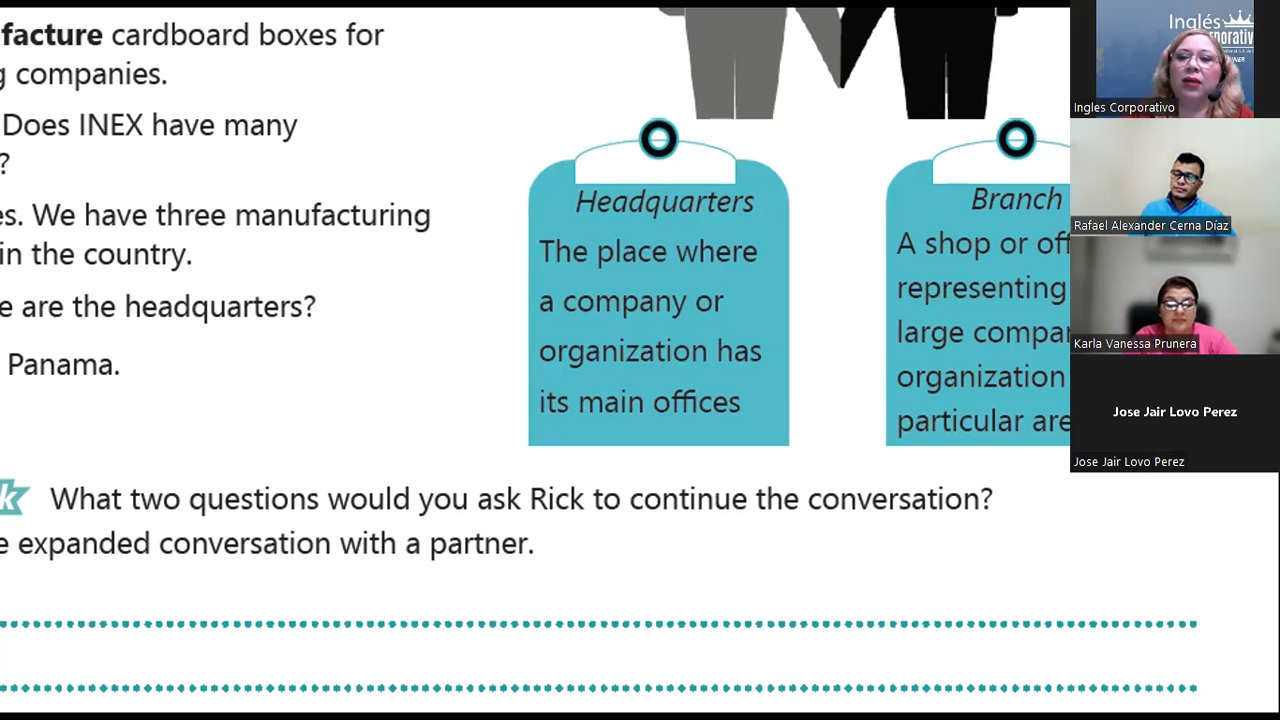 facture cardboard boxes for
g companies.
Does INEX have many
?
es. We have three manufacturing
in the country.
e are the headquarters?
Panama.
Headquarters
The place where
a company or
organization has
its main offices
Branch
A shop or off
representing
large compan
organization
particular are
k What two questions would you ask Rick to continue the conversation?
e expanded conversation with a partner.
Inglés
Ingles Corporativo
Rafael Alexander Cerna Díaz
Karla Vanessa Prunera
Jose Jair Lovo Perez
Jose Jair Lovo Perez